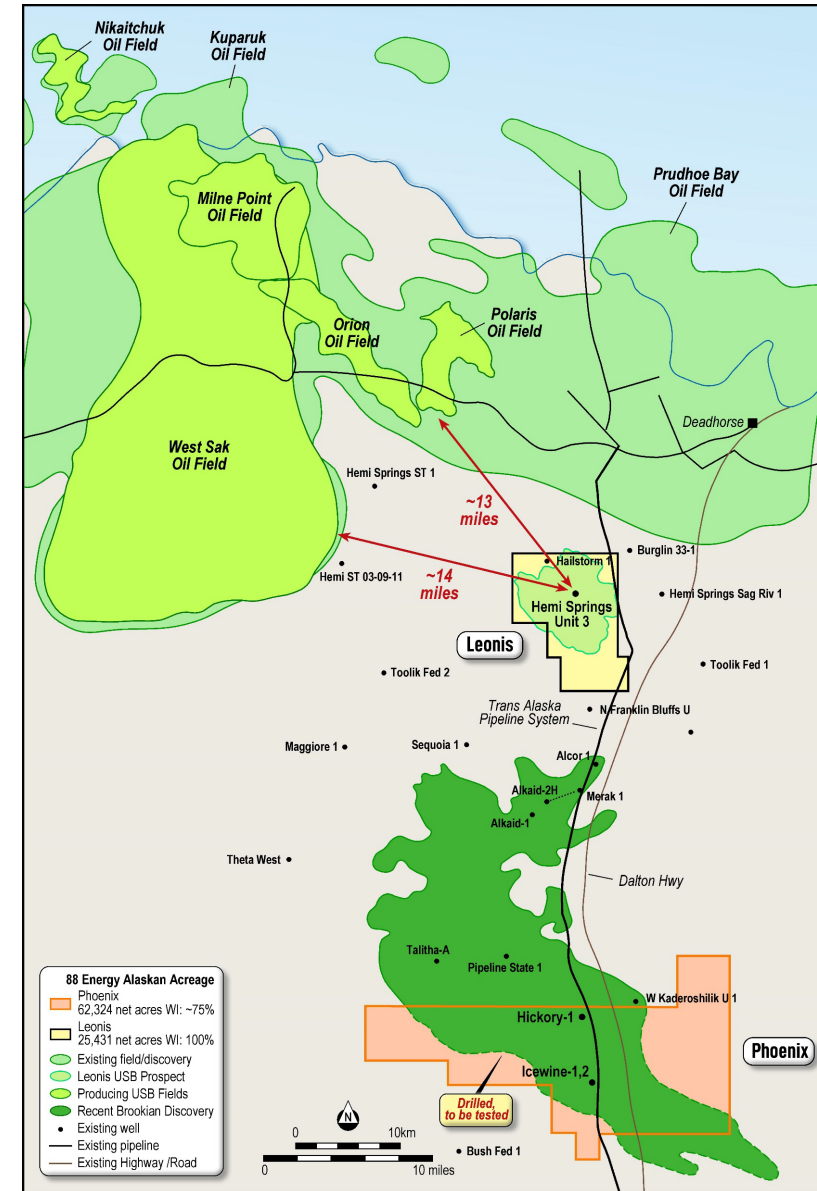 Nikaitchuk
Oil Field
Kuparuk
Oil Field
Prudhoe Bay
Oil Field
Milne Point
Oil Field
Orion
Oil Field
Polaris
Oil Field
Deadhorse
West Sak
Oil Field
Hemi Springs ST 1
~13
miles
Hemi ST 03-09-11
~14
miles
Burglin 33-1
Hailstorm 1
Hemi Springs Sag Riv 1
Hemi Springs
Unit 3
Leonis
Toolik Fed 2
Toolik Fed 1
Trans Alaska
Pipeline System
N Franklin Bluffs U
Maggiore 1
Sequoia 1
Alcor 1
Alkaid-2H
Merak 1
Alkaid-1
Theta West
Dalton Hwy
Talitha-A
Pipeline State 1
W Kaderoshilik U 1
Hickory-1
Phoenix
Icewine-1,2
Drilled,
to be tested
Bush Fed 1
88 Energy Alaskan Acreage
Phoenix
62,324 net acres WI: ~75%
Leonis
25,431 net acres WI: 100%
Existing field/discovery
Leonis USB Prospect
Producing USB Fields
Recent Brookian Discovery
Existing well
Existing pipeline
Existing Highway /Road
N
0 10km
0 10 miles